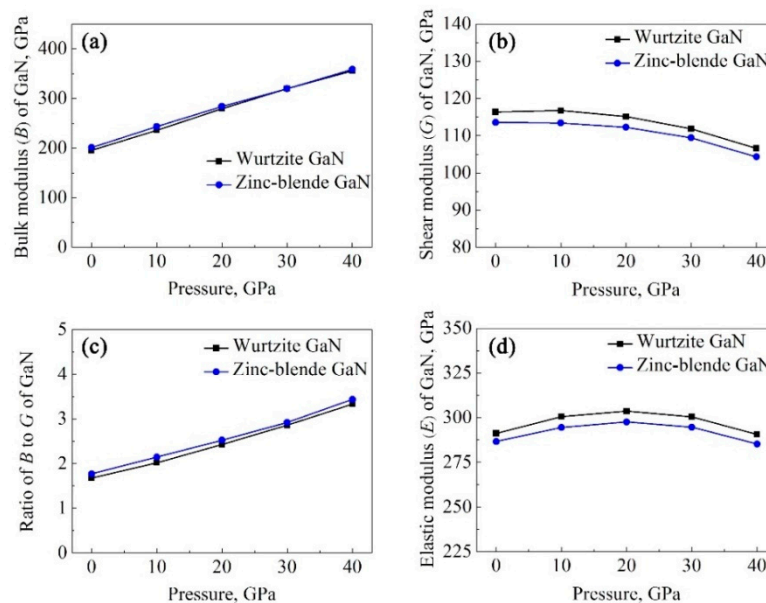 (a)
Bulk modulus (B) of GaN, GPa
400
300
200
100
0
Wurtzite GaN
Zinc-blende GaN
0 10 20 30 40
Pressure, GPa
(b)
Shear modulus (G) of GaN, GPa
140
130
120
110
100
90
80
Wurtzite GaN
Zinc-blende GaN
0 10 20 30 40
Pressure, GPa
(c)
Ratio of B to G of GaN
5
4
3
2
1
0
Wurtzite GaN
Zinc-blende GaN
0 10 20 30 40
Pressure, GPa
(d)
Elastic modulus (E) of GaN, GPa
350
325
300
275
250
225
Wurtzite GaN
Zinc-blende GaN
0 10 20 30 40
Pressure, GPa